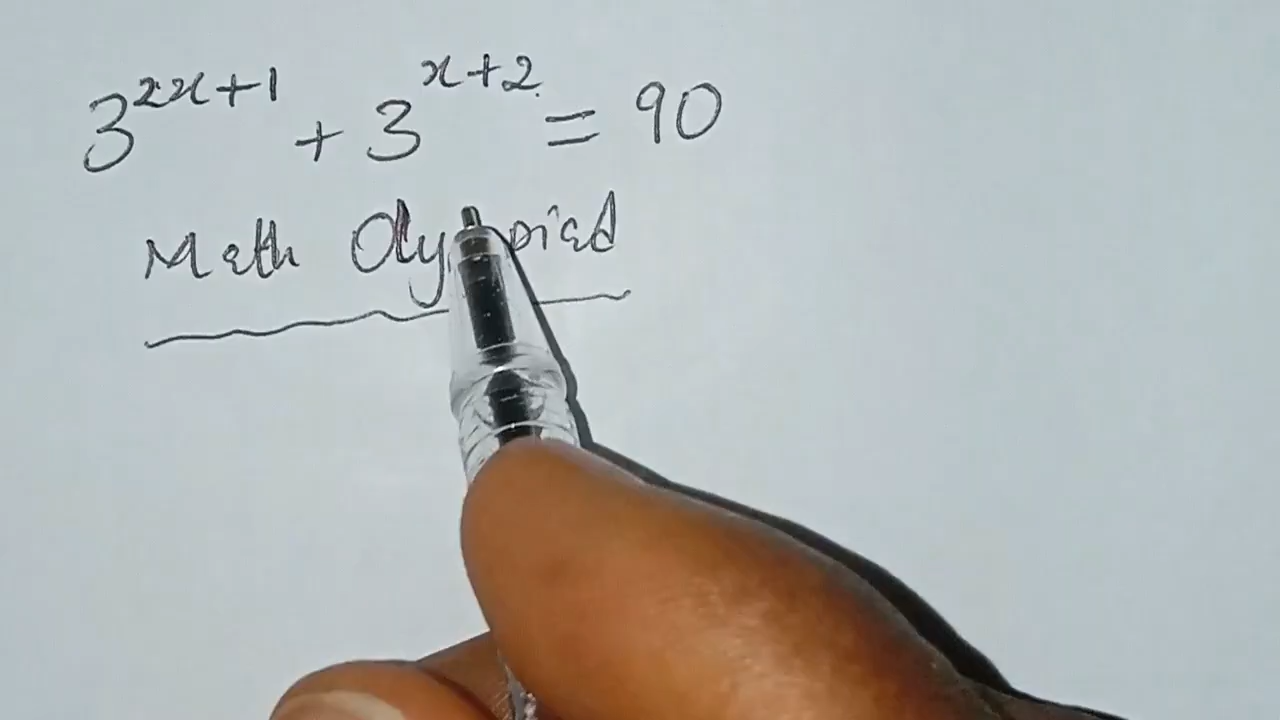 3^{2x+1} + 3^{x+2} = 90
Math Olympiad